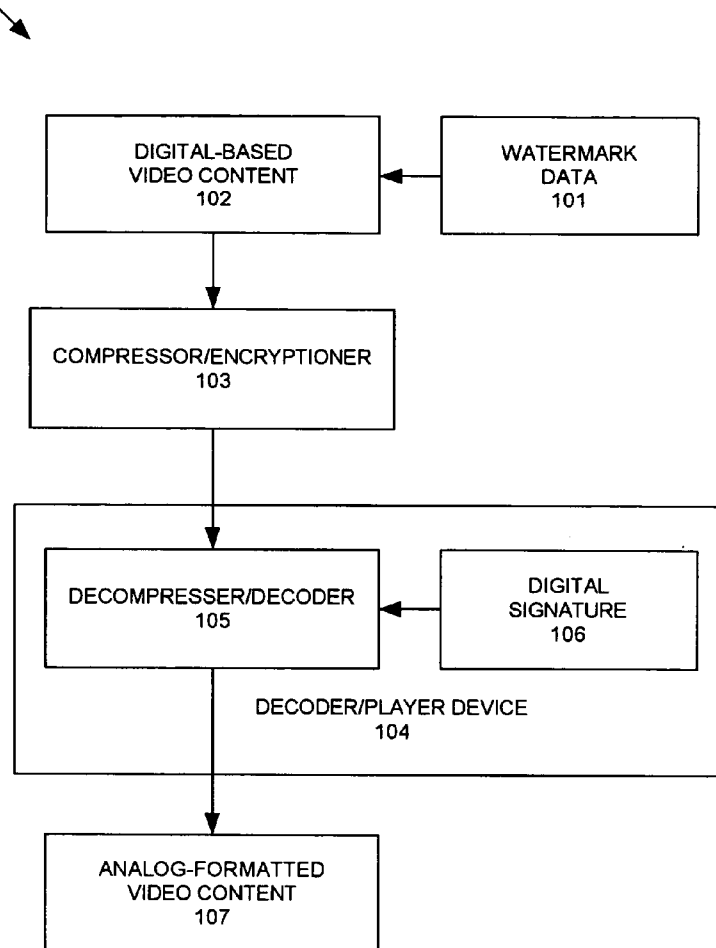 DIGITAL-BASED
VIDEO CONTENT
102
WATERMARK
DATA
101
COMPRESSOR/ENCRYPTIONER
103
DECOMPRESSER/DECODER
105
DIGITAL
SIGNATURE
106
DECODER/PLAYER DEVICE
104
ANALOG-FORMATTED
VIDEO CONTENT
107